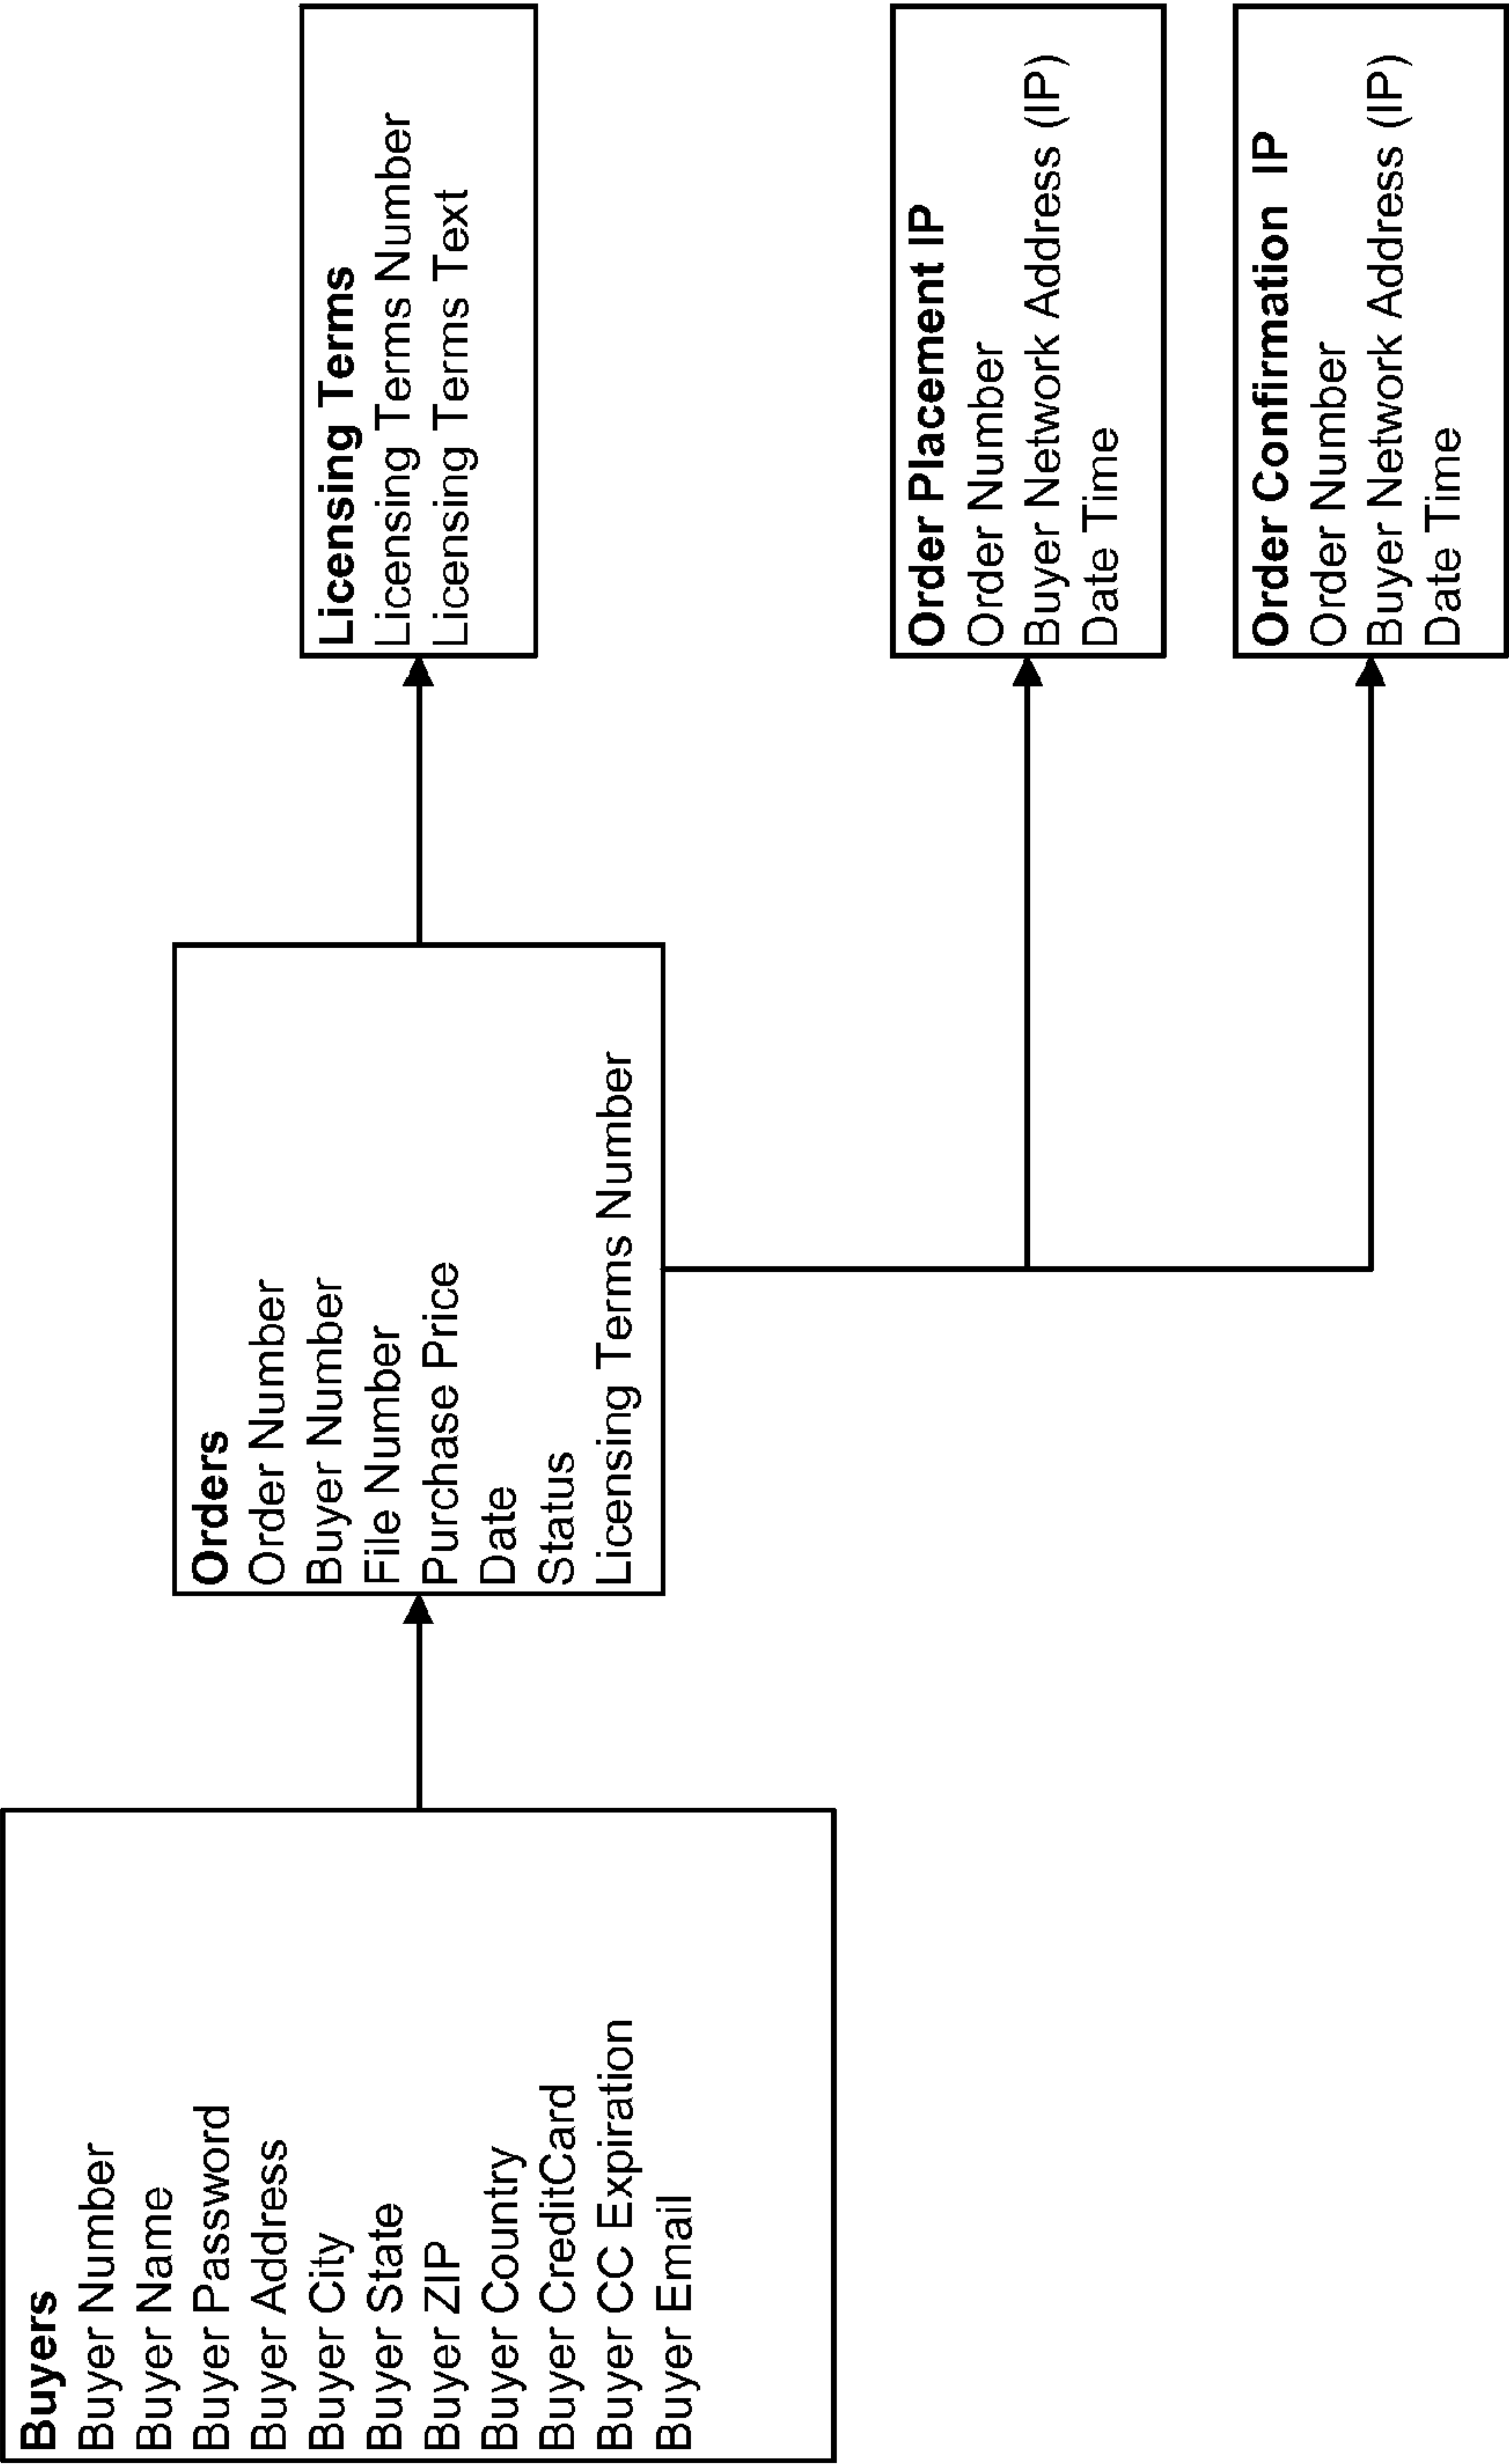 Buyers
Buyer Number
Buyer Name
Buyer Password
Buyer Address
Buyer City
Buyer State
Buyer ZIP
Buyer Country
Buyer CreditCard
Buyer CC Expiration
Buyer Email
Orders
Order Number
Buyer Number
File Number
Purchase Price
Date
Status
Licensing Terms Number
Licensing Terms
Licensing Terms Number
Licensing Terms Text
Order Placement IP
Order Number
Buyer Network Address (IP)
Date Time
Order Confirmation IP
Order Number
Buyer Network Address (IP)
Date Time